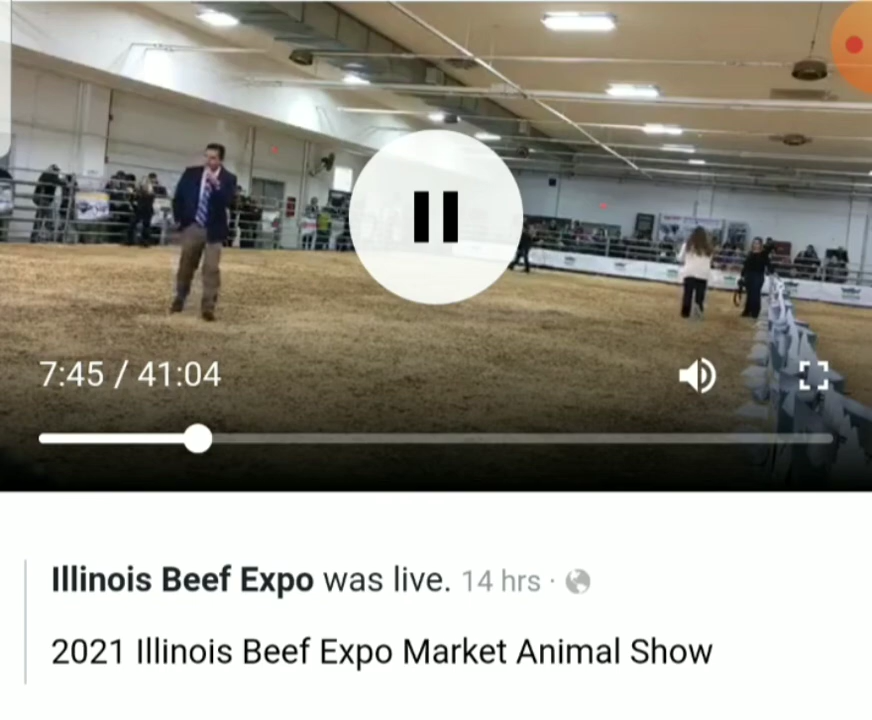 7:45 / 41:04
Illinois Beef Expo was live. 14 hrs ·
2021 Illinois Beef Expo Market Animal Show